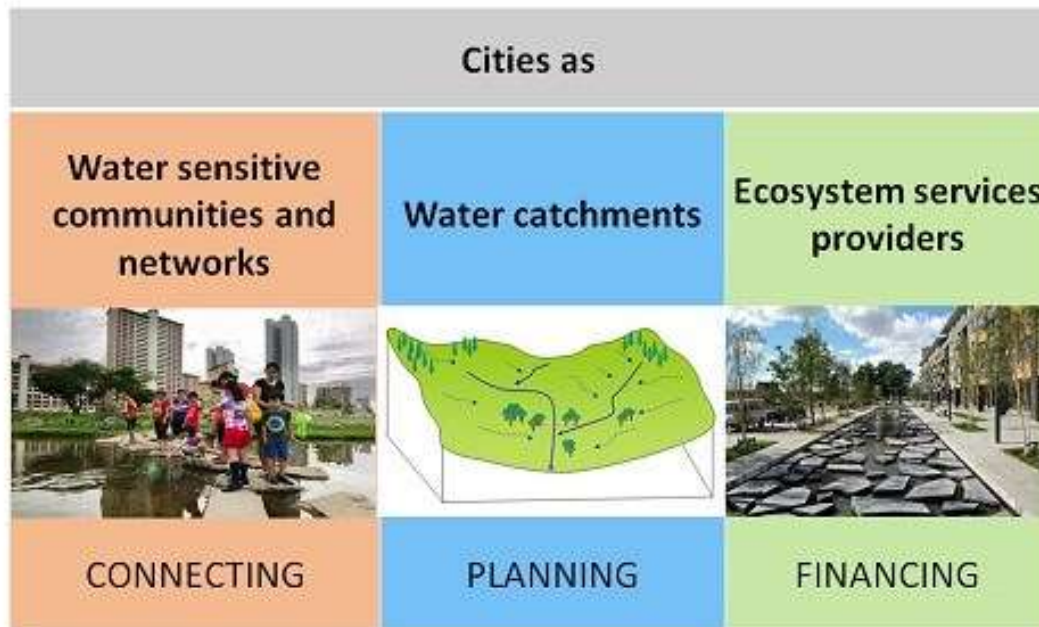 Cities as
Water sensitive
communities and
networks
Water catchments
Ecosystem services
providers
CONNECTING
PLANNING
FINANCING